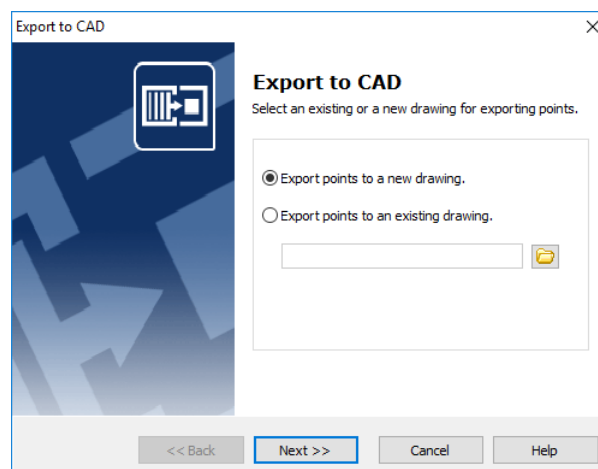 Export to CAD
Export to CAD
Select an existing or a new drawing for exporting points.
Export points to a new drawing.
Export points to an existing drawing.
<< Back Next >> Cancel Help